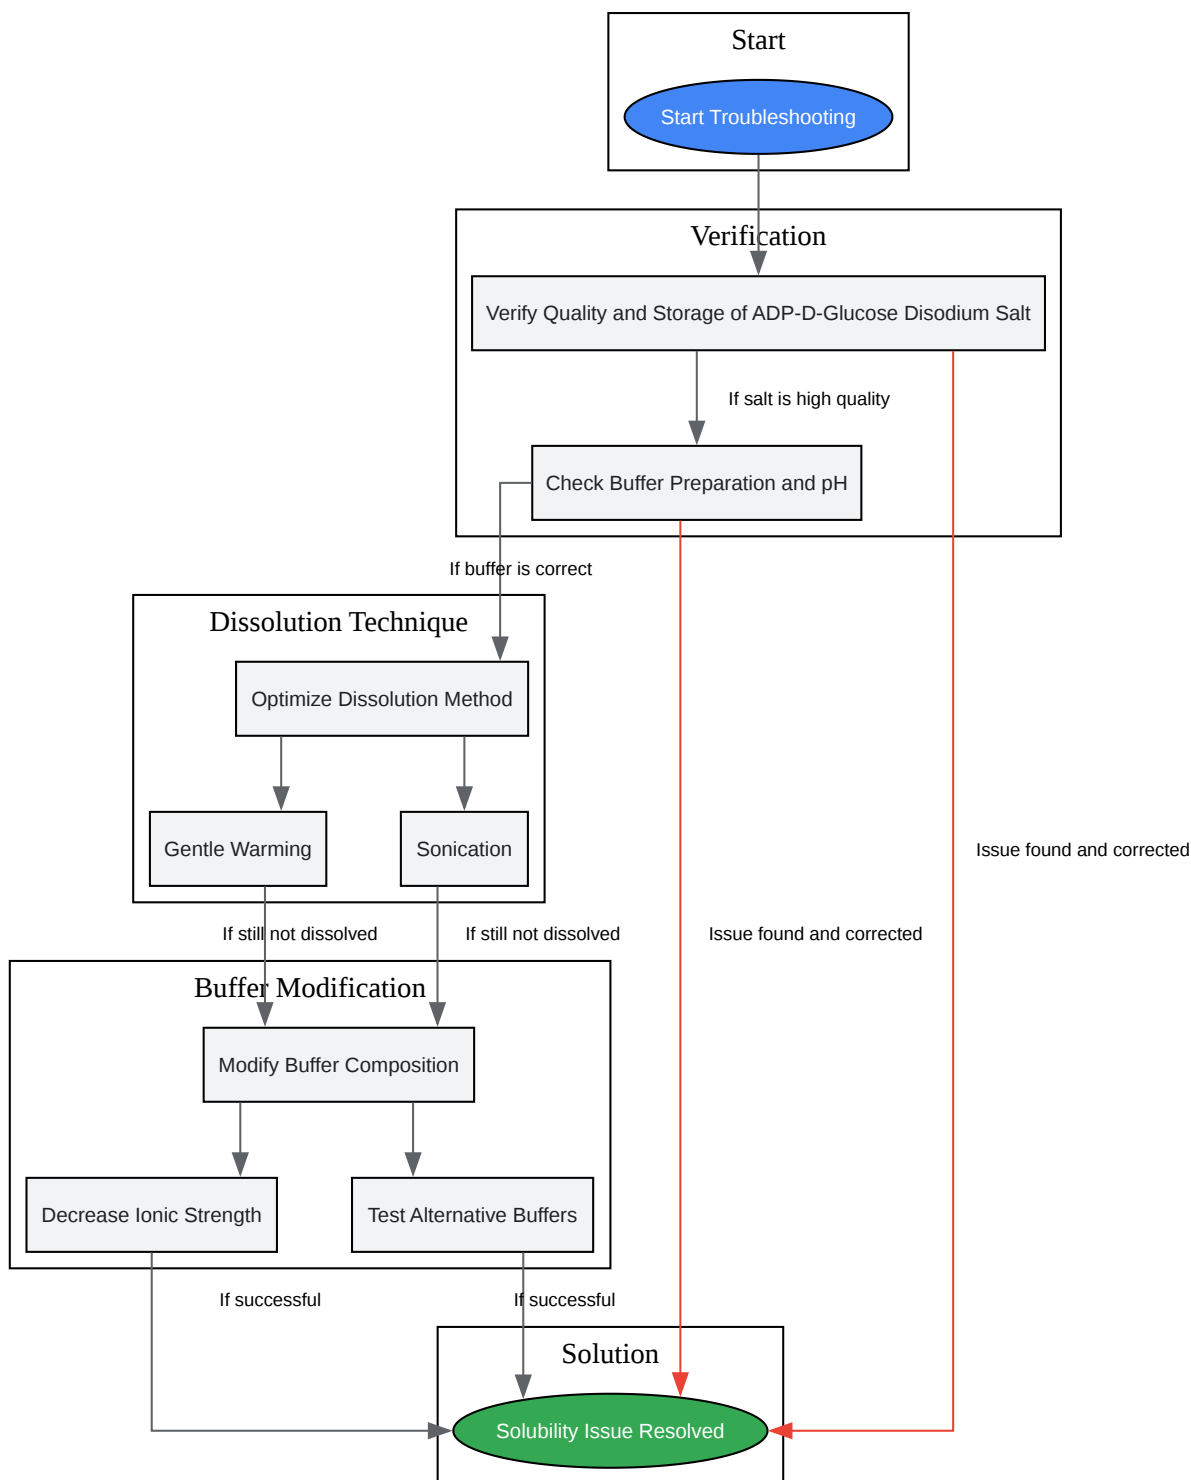 Start
Start Troubleshooting
Verification
Verify Quality and Storage of ADP-D-Glucose Disodium Salt
If salt is high quality
Check Buffer Preparation and pH
If buffer is correct
Dissolution Technique
Optimize Dissolution Method
Gentle Warming
Sonication
Issue found and corrected
If still not dissolved
If still not dissolved
Issue found and corrected
Buffer Modification
Modify Buffer Composition
Decrease Ionic Strength
Test Alternative Buffers
If successful
If successful
Solution
Solubility Issue Resolved